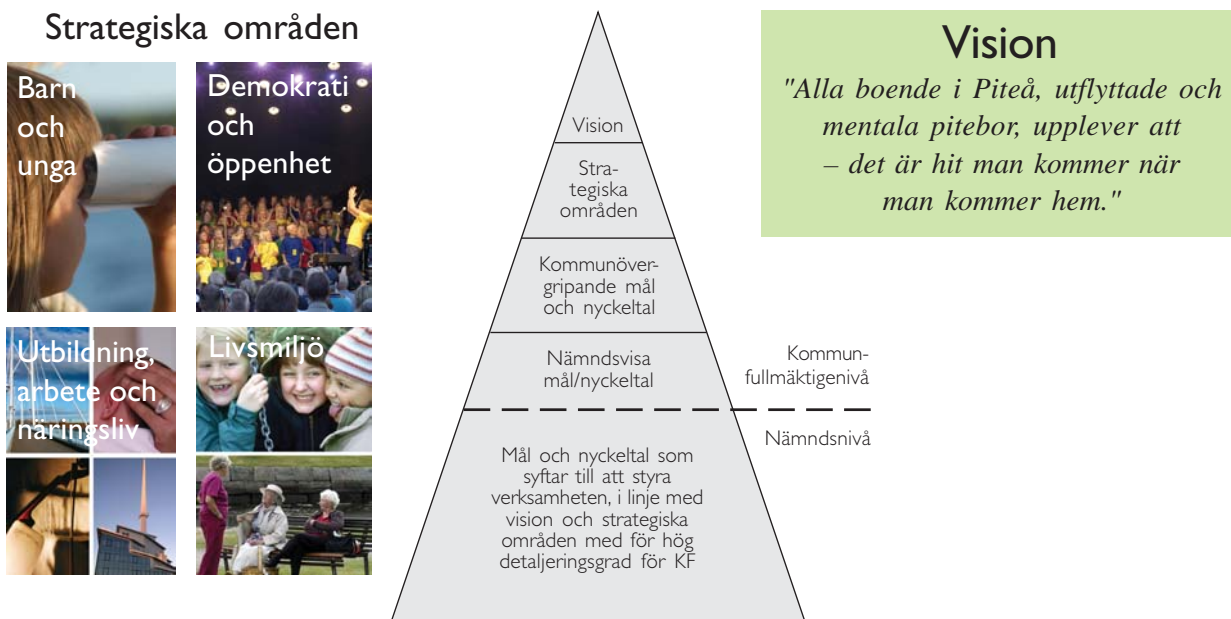 Strategiska områden
Barn
och
unga
Demokrati
och
öppenhet
Utbildning,
arbete och
näringsliv
Livsmiljö
Vision
Stra-
tegiska
områden
Kommunöver-
gripande mål
och nyckeltal
Nämndsvisa
mål/nyckeltal
Mål och nyckeltal som
syftar till att styra
verksamheten, i linje med
vision och strategiska
områden med för hög
detaljeringsgrad för KF
Kommun-
fullmäktigenivå
Nämndsnivå
Vision
"Alla boende i Piteå, utflyttade och
mentala pitebor, upplever att
– det är hit man kommer när
man kommer hem."